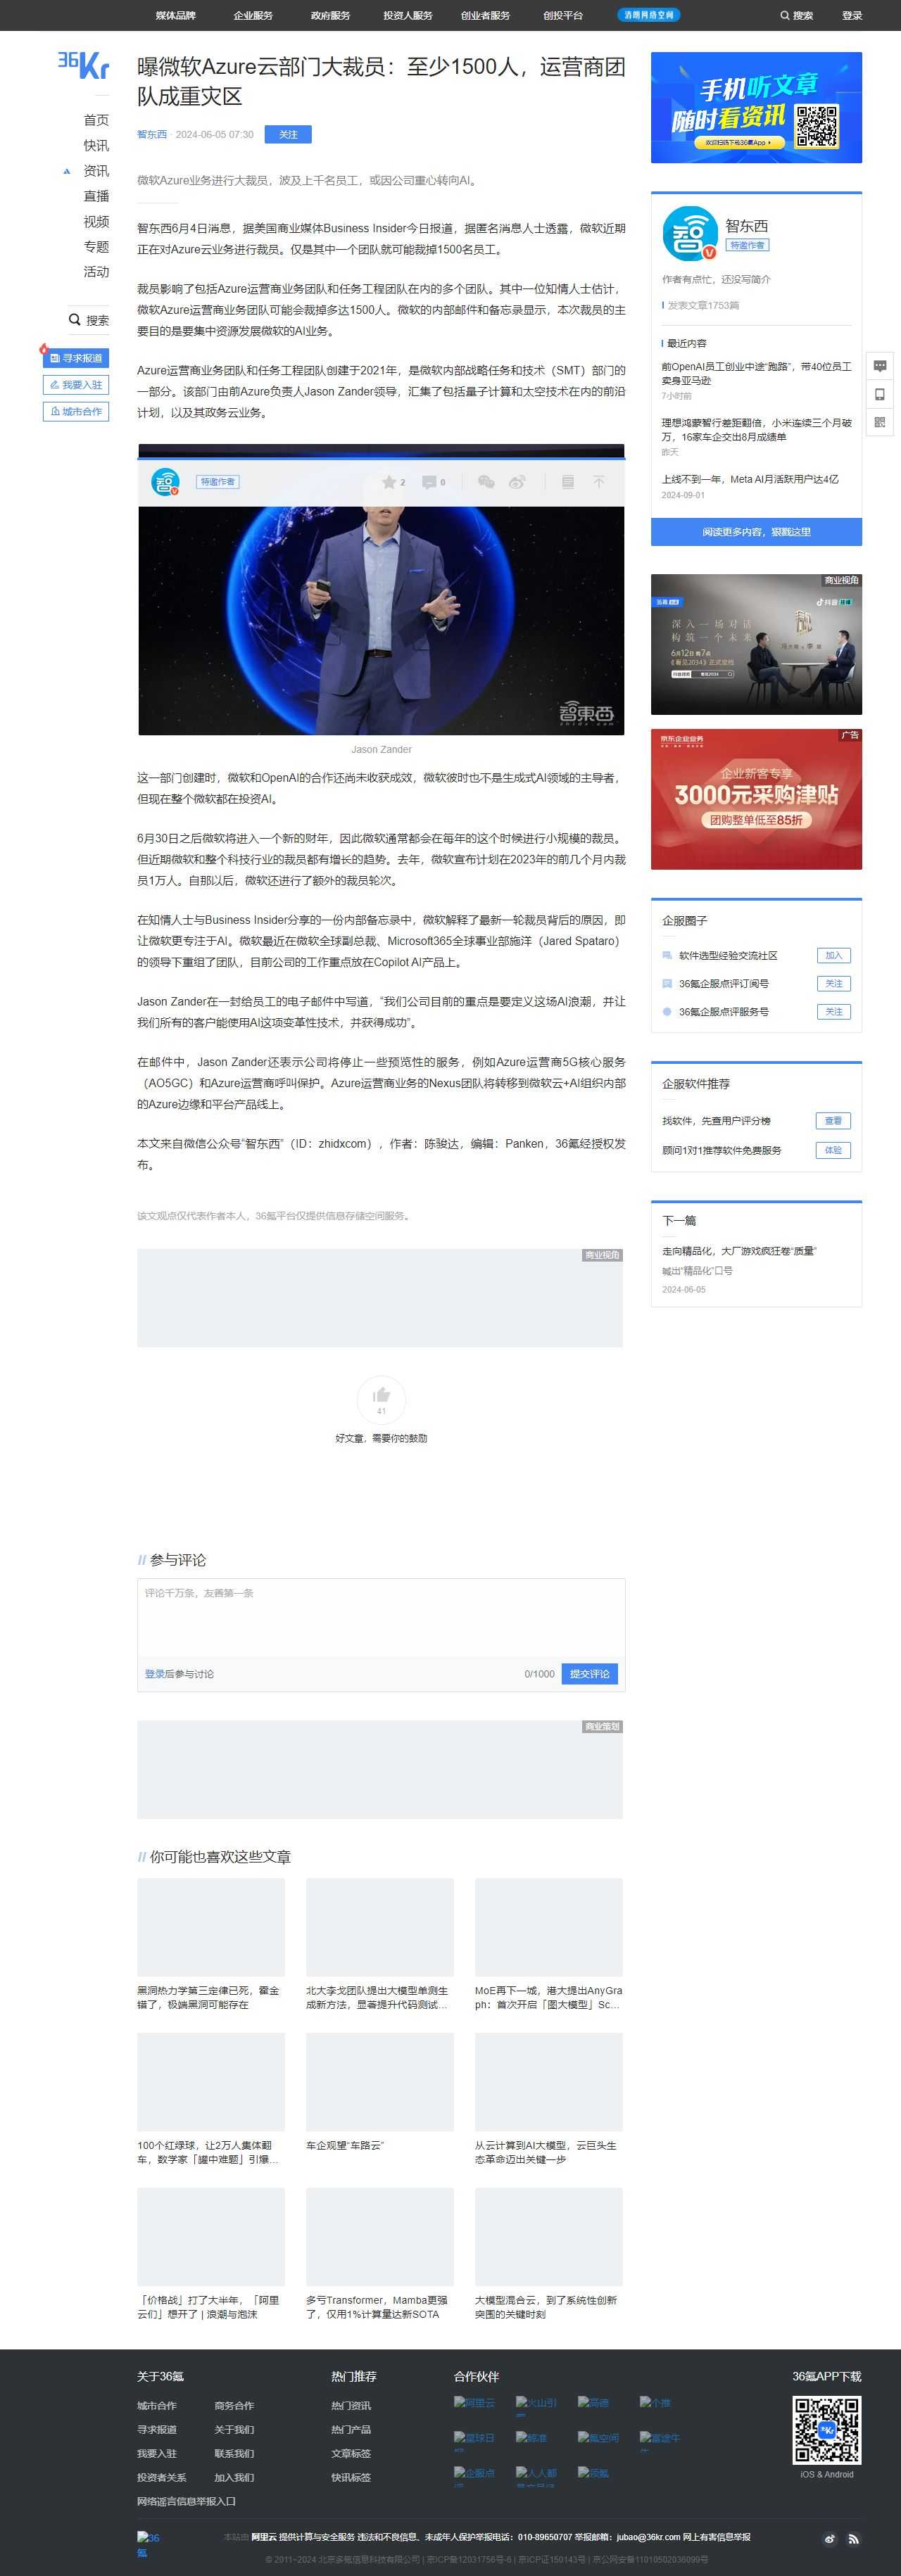 媒体品牌 企业服务 政府服务 投资人服务 创业者服务 创投平台 清朗网络空间 搜索 登录
36Kr
首页
快讯
资讯
直播
视频
专题
活动
搜索
寻求报道
我要入驻
城市合作
曝微软Azure云部门大裁员：至少1500人，运营商团
队成重灾区
智东西 · 2024-06-05 07:30 关注
微软Azure业务进行大裁员，波及上千名员工，或因公司重心转向AI。
智东西6月4日消息，据美国商业媒体Business Insider今日报道，据匿名消息人士透露，微软近期
正在对Azure云业务进行裁员。仅是其中一个团队就可能裁掉1500名员工。
裁员影响了包括Azure运营商业务团队和任务工程团队在内的多个团队。其中一位知情人士估计，
微软Azure运营商业务团队可能会裁掉多达1500人。微软的内部邮件和备忘录显示，本次裁员的主
要目的是要集中资源发展微软的AI业务。
Azure运营商业务团队和任务工程团队创建于2021年，是微软内部战略任务和技术（SMT）部门的
一部分。该部门由前Azure负责人Jason Zander领导，汇集了包括量子计算和太空技术在内的前沿
计划，以及其政务云业务。
智 特邀作者 2 0
智東西
zhidx.com
Jason Zander
这一部门创建时，微软和OpenAI的合作还尚未收获成效，微软彼时也不是生成式AI领域的主导者，
但现在整个微软都在投资AI。
6月30日之后微软将进入一个新的财年，因此微软通常都会在每年的这个时候进行小规模的裁员。
但近期微软和整个科技行业的裁员都有增长的趋势。去年，微软宣布计划在2023年的前几个月内裁
员1万人。自那以后，微软还进行了额外的裁员轮次。
在知情人士与Business Insider分享的一份内部备忘录中，微软解释了最新一轮裁员背后的原因，即
让微软更专注于AI。微软最近在微软全球副总裁、Microsoft365全球事业部施洋（Jared Spataro）
的领导下重组了团队，目前公司的工作重点放在Copilot AI产品上。
Jason Zander在一封给员工的电子邮件中写道，“我们公司目前的重点是要定义这场AI浪潮，并让
我们所有的客户能使用AI这项变革性技术，并获得成功”。
在邮件中，Jason Zander还表示公司将停止一些预览性的服务，例如Azure运营商5G核心服务
（AO5GC）和Azure运营商呼叫保护。Azure运营商业务的Nexus团队将转移到微软云+AI组织内部
的Azure边缘和平台产品线上。
本文来自微信公众号“智东西”（ID：zhidxcom），作者：陈骏达，编辑：Panken，36氪经授权发
布。
该文观点仅代表作者本人，36氪平台仅提供信息存储空间服务。
商业视角
41
好文章，需要你的鼓励
参与评论
评论千万条，友善第一条
登录后参与讨论 0/1000 提交评论
商业策划
你可能也喜欢这些文章
黑洞热力学第三定律已死，霍金
错了，极端黑洞可能存在
北大李戈团队提出大模型单测生
成新方法，显著提升代码测试...
MoE再下一城，港大提出AnyGra
ph：首次开启「图大模型」Sc...
100个红绿球，让2万人集体翻
车，数学家「罐中难题」引爆...
车企观望“车路云”
从云计算到AI大模型，云巨头生
态革命迈出关键一步
「价格战」打了大半年，「阿里
云们」想开了 | 浪潮与泡沫
多亏Transformer，Mamba更强
了，仅用1%计算量达新SOTA
大模型混合云，到了系统性创新
突围的关键时刻
手机听文章
随时看资讯
欢迎扫码下载36氪App
智
智东西
特邀作者
作者有点忙，还没写简介
发表文章1753篇
最近内容
前OpenAI员工创业中途“跑路”，带40位员工
卖身亚马逊
7小时前
理想鸿蒙智行差距翻倍，小米连续三个月破
万，16家车企交出8月成绩单
昨天
上线不到一年，Meta AI月活跃用户达4亿
2024-09-01
阅读更多内容，狠戳这里
商业视角
深入一场对话
构筑一个未来
6月12日 晚7点
广告
京东企业业务
企业新客专享
3000元采购津贴
团购整单低至85折
企服圈子
软件选型经验交流社区 加入
36氪企服点评订阅号 关注
36氪企服点评服务号 关注
企服软件推荐
找软件，先查用户评分榜 查看
顾问1对1推荐软件免费服务 体验
下一篇
走向精品化，大厂游戏疯狂卷“质量”
喊出“精品化”口号
2024-06-05
关于36氪
城市合作 商务合作
寻求报道 关于我们
我要入驻 联系我们
投资者关系 加入我们
网络谣言信息举报入口
热门推荐
热门资讯
热门产品
文章标签
快讯标签
合作伙伴
阿里云 火山引 高德 个推
氪空间 富途牛
企服点 人人都 领氪
36氪APP下载
iOS & Android
36
氪
本站由 阿里云 提供计算与安全服务 违法和不良信息、未成年人保护举报电话：010-89650707 举报邮箱：jubao@36kr.com 网上有害信息举报
© 2011~2024 北京多氪信息科技有限公司 | 京ICP备12031756号-6 | 京ICP证150143号 | 京公网安备11010502036099号